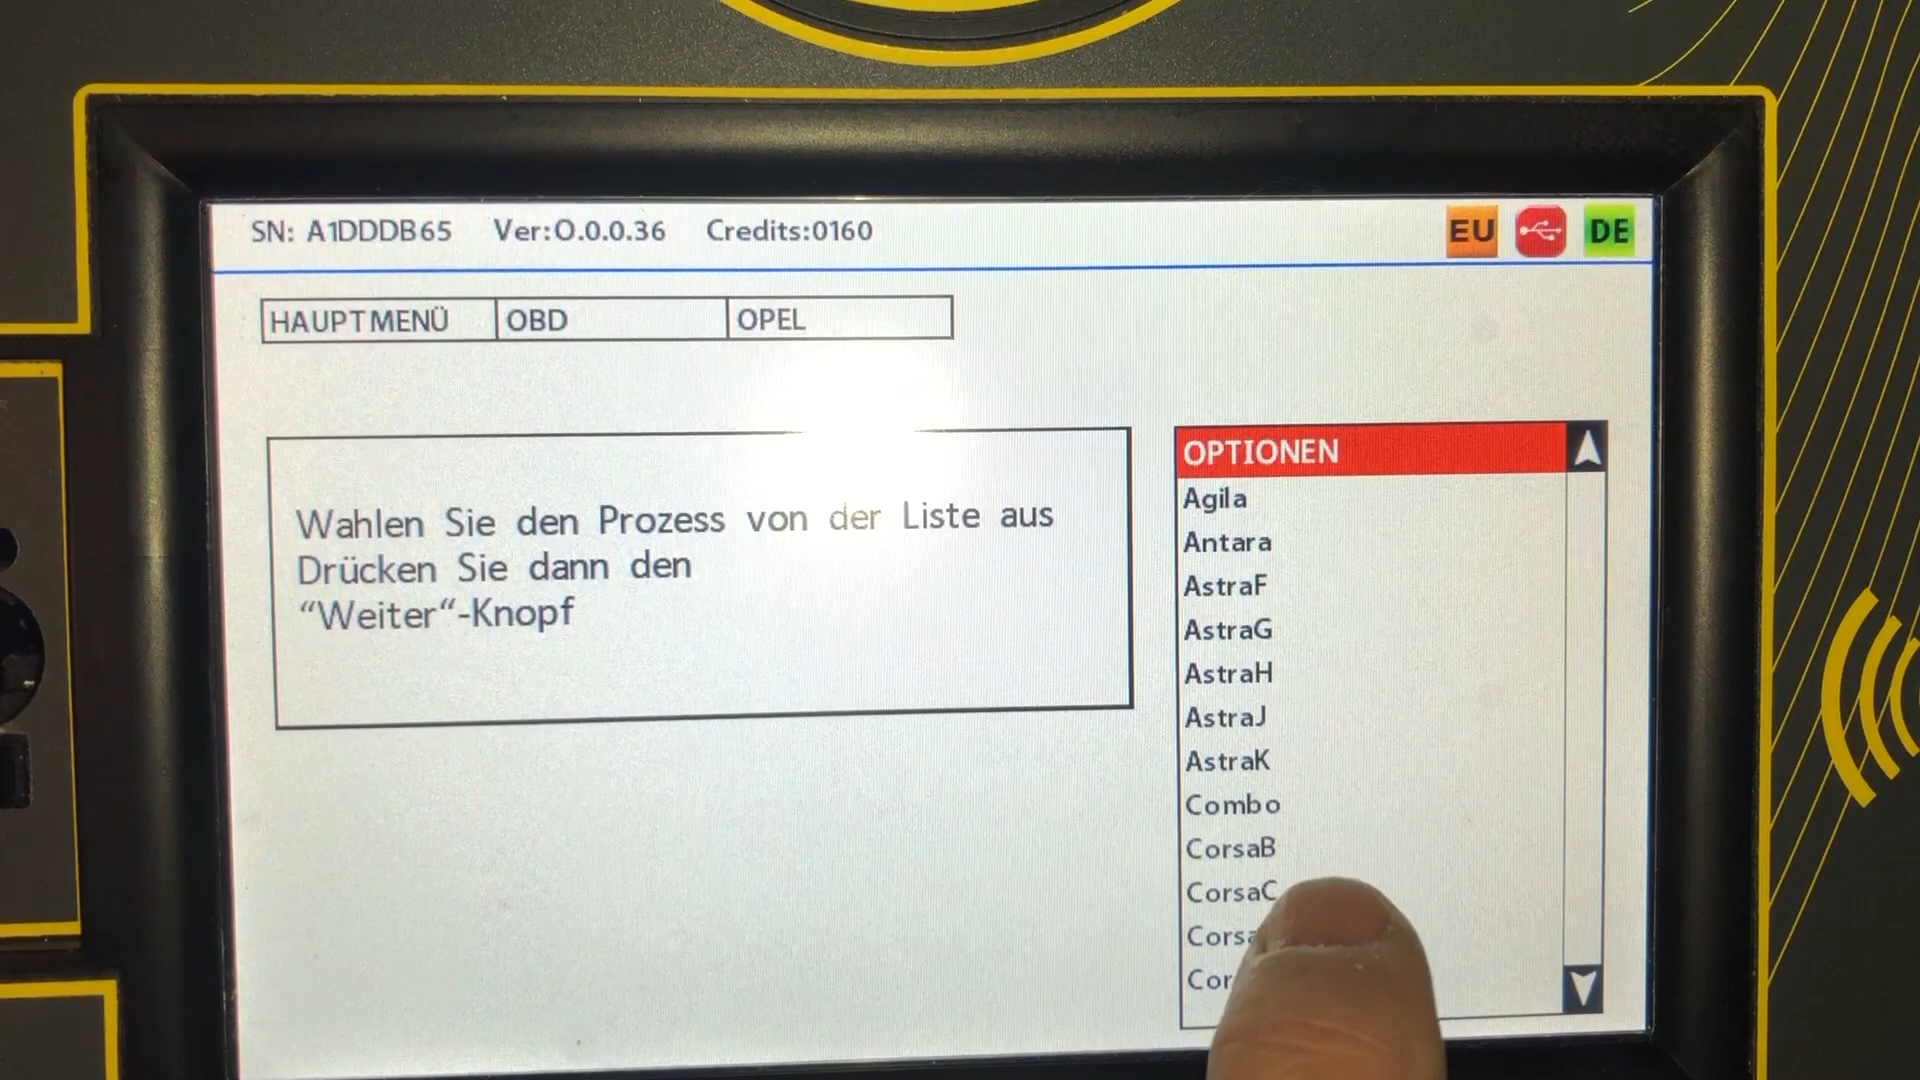 SN: A1DDDB65 Ver:O.0.0.36 Credits:0160 EU DE
HAUPTMENÜ OBD OPEL
Wahlen Sie den Prozess von der Liste aus
Drücken Sie dann den
“Weiter“-Knopf
OPTIONEN
Agila
Antara
AstraF
AstraG
AstraH
AstraJ
AstraK
Combo
CorsaB
CorsaC